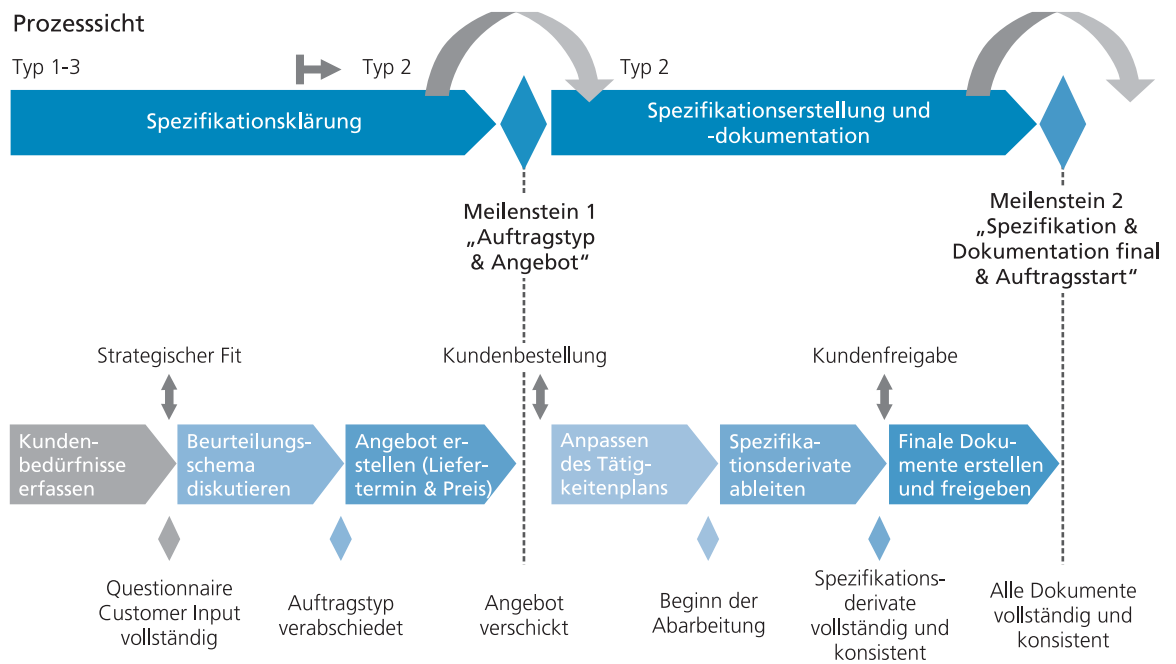 Prozesssicht
Typ 1-3
Typ 2
Typ 2
Spezifikationsklärung
Spezifikationserstellung und
-dokumentation
Meilenstein 1
„Auftragstyp
& Angebot“
Meilenstein 2
„Spezifikation &
Dokumentation final
& Auftragsstart“
Strategischer Fit
Kundenbestellung
Kundenfreigabe
Kunden-
bedürfnisse
erfassen
Beurteilungs-
schema
diskutieren
Angebot er-
stellen (Liefer-
termin & Preis)
Anpassen
des Tätig-
keitenplans
Spezifika-
tionsderivate
ableiten
Finale Doku-
mente erstellen
und freigeben
Questionnaire
Customer Input
vollständig
Auftragstyp
verabschiedet
Angebot
verschickt
Beginn der
Abarbeitung
Spezifikations-
derivate
vollständig und
konsistent
Alle Dokumente
vollständig und
konsistent